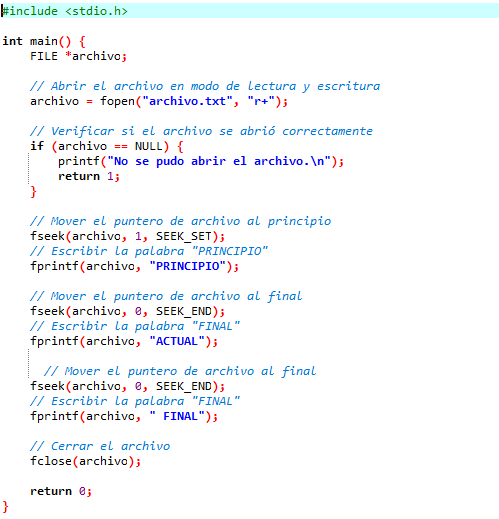 #include <stdio.h>
int main() {
FILE *archivo;
// Abrir el archivo en modo de lectura y escritura
archivo = fopen("archivo.txt", "r+");
// Verificar si el archivo se abrió correctamente
if (archivo == NULL) {
printf("No se pudo abrir el archivo.\n");
return 1;
}
// Mover el puntero de archivo al principio
fseek(archivo, 1, SEEK_SET);
// Escribir la palabra "PRINCIPIO"
fprintf(archivo, "PRINCIPIO");
// Mover el puntero de archivo al final
fseek(archivo, 0, SEEK_END);
// Escribir la palabra "FINAL"
fprintf(archivo, "ACTUAL");
// Mover el puntero de archivo al final
fseek(archivo, 0, SEEK_END);
// Escribir la palabra "FINAL"
fprintf(archivo, " FINAL");
// Cerrar el archivo
fclose(archivo);
return 0;
}